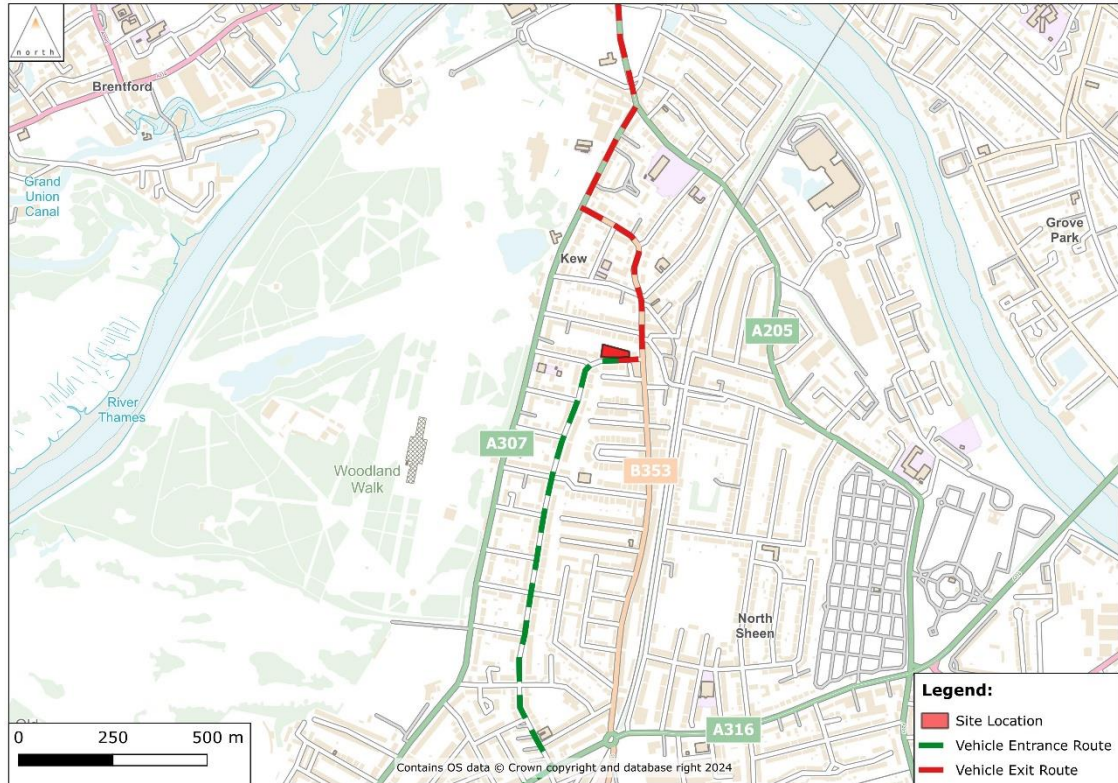 north
Brentford
Grand
Union
Canal
Grove
Park
Kew
A205
River
Thames
A307
Woodland
Walk
B353
North
Sheen
A316
Legend:
Site Location
Vehicle Entrance Route
Vehicle Exit Route
0 250 500 m
Contains OS data © Crown copyright and database right 2024